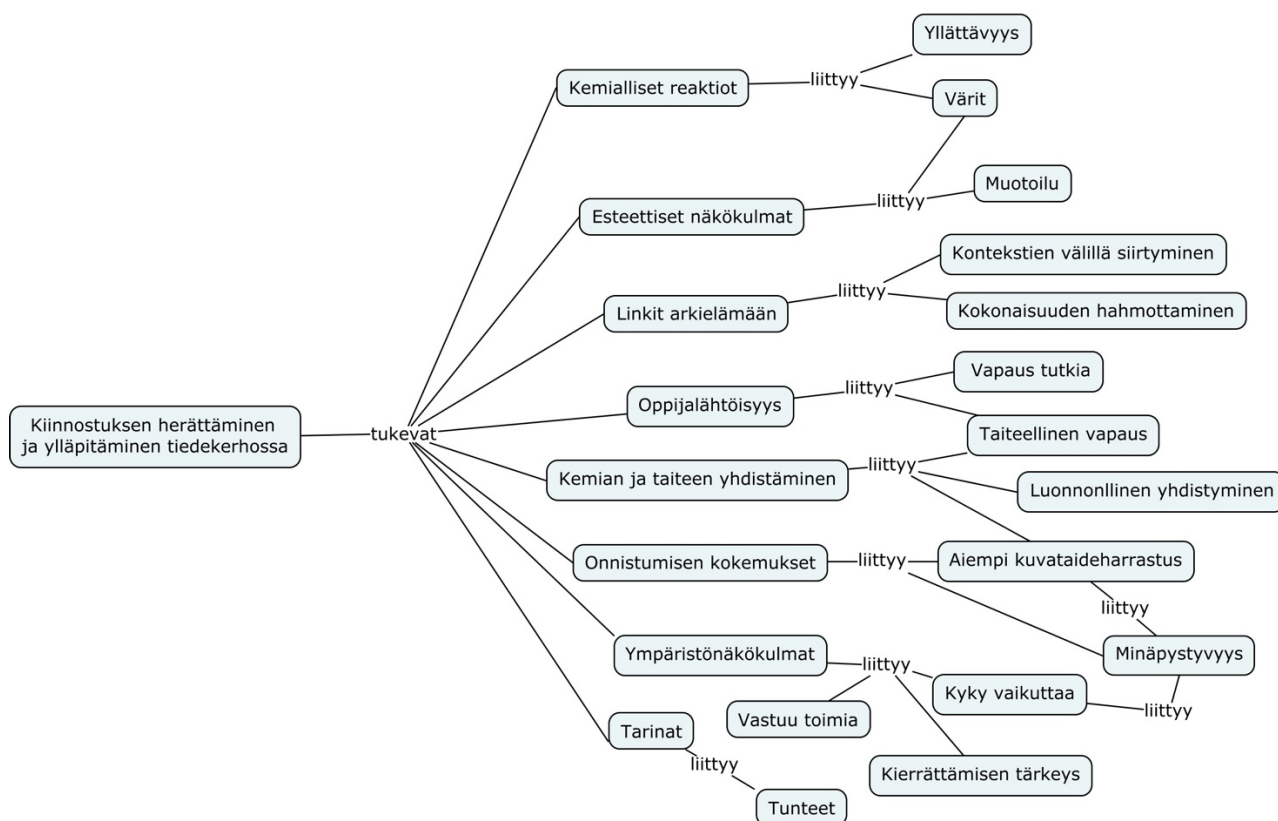 Yllättävyys
Kemialliset reaktiot
liittyy
Värit
Esteettiset näkökulmat
liittyy
Muotoilu
Linkit arkielämään
liittyy
Kontekstien välillä siirtyminen
Kokonaisuuden hahmottaminen
Kiinnostuksen herättäminen
ja ylläpitäminen tiedekerhossa
tukevat
Oppijalähtöisyys
liittyy
Vapaus tutkia
Taiteellinen vapaus
Kemian ja taiteen yhdistäminen
liittyy
Luonnonllinen yhdistyminen
Onnistumisen kokemukset
liittyy
Aiempi kuvataideharrastus
liittyy
Minäpystyvyys
Ympäristönäkökulmat
liittyy
Kyky vaikuttaa
liittyy
Vastuu toimia
Kierrättämisen tärkeys
Tarinat
liittyy
Tunteet